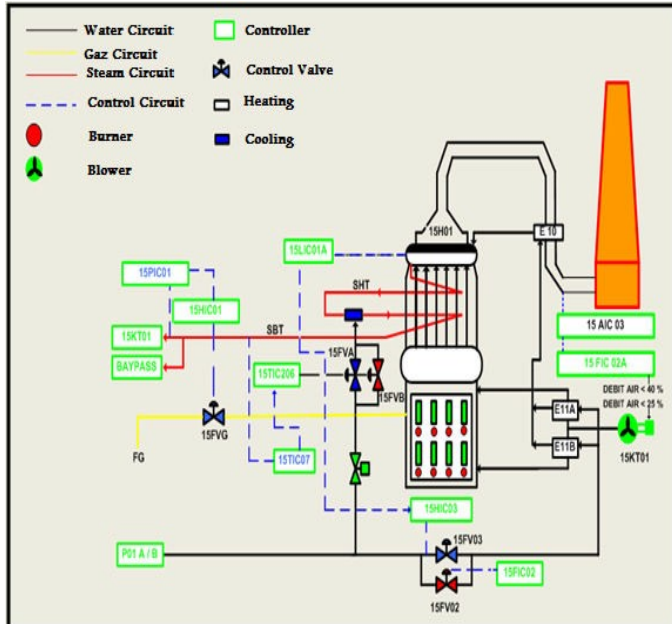 Water Circuit
Gaz Circuit
Steam Circuit
Control Circuit
Burner
Blower
Controller
Control Valve
Heating
Cooling
15H01
E 10
15LIC01A
15PIC01
SHT
15HIC01
15KT01
SBT
15 AIC 03
15FVA
BAYPASS
15 FIC 02A
15TIC206
DEBIT AIR < 40 %
DEBIT AIR < 25 %
15FVB
E11A
15FVG
E11B
FG
15TIC07
15KT01
15HIC03
15FV03
P01 A / B
15FIC02
15FV02